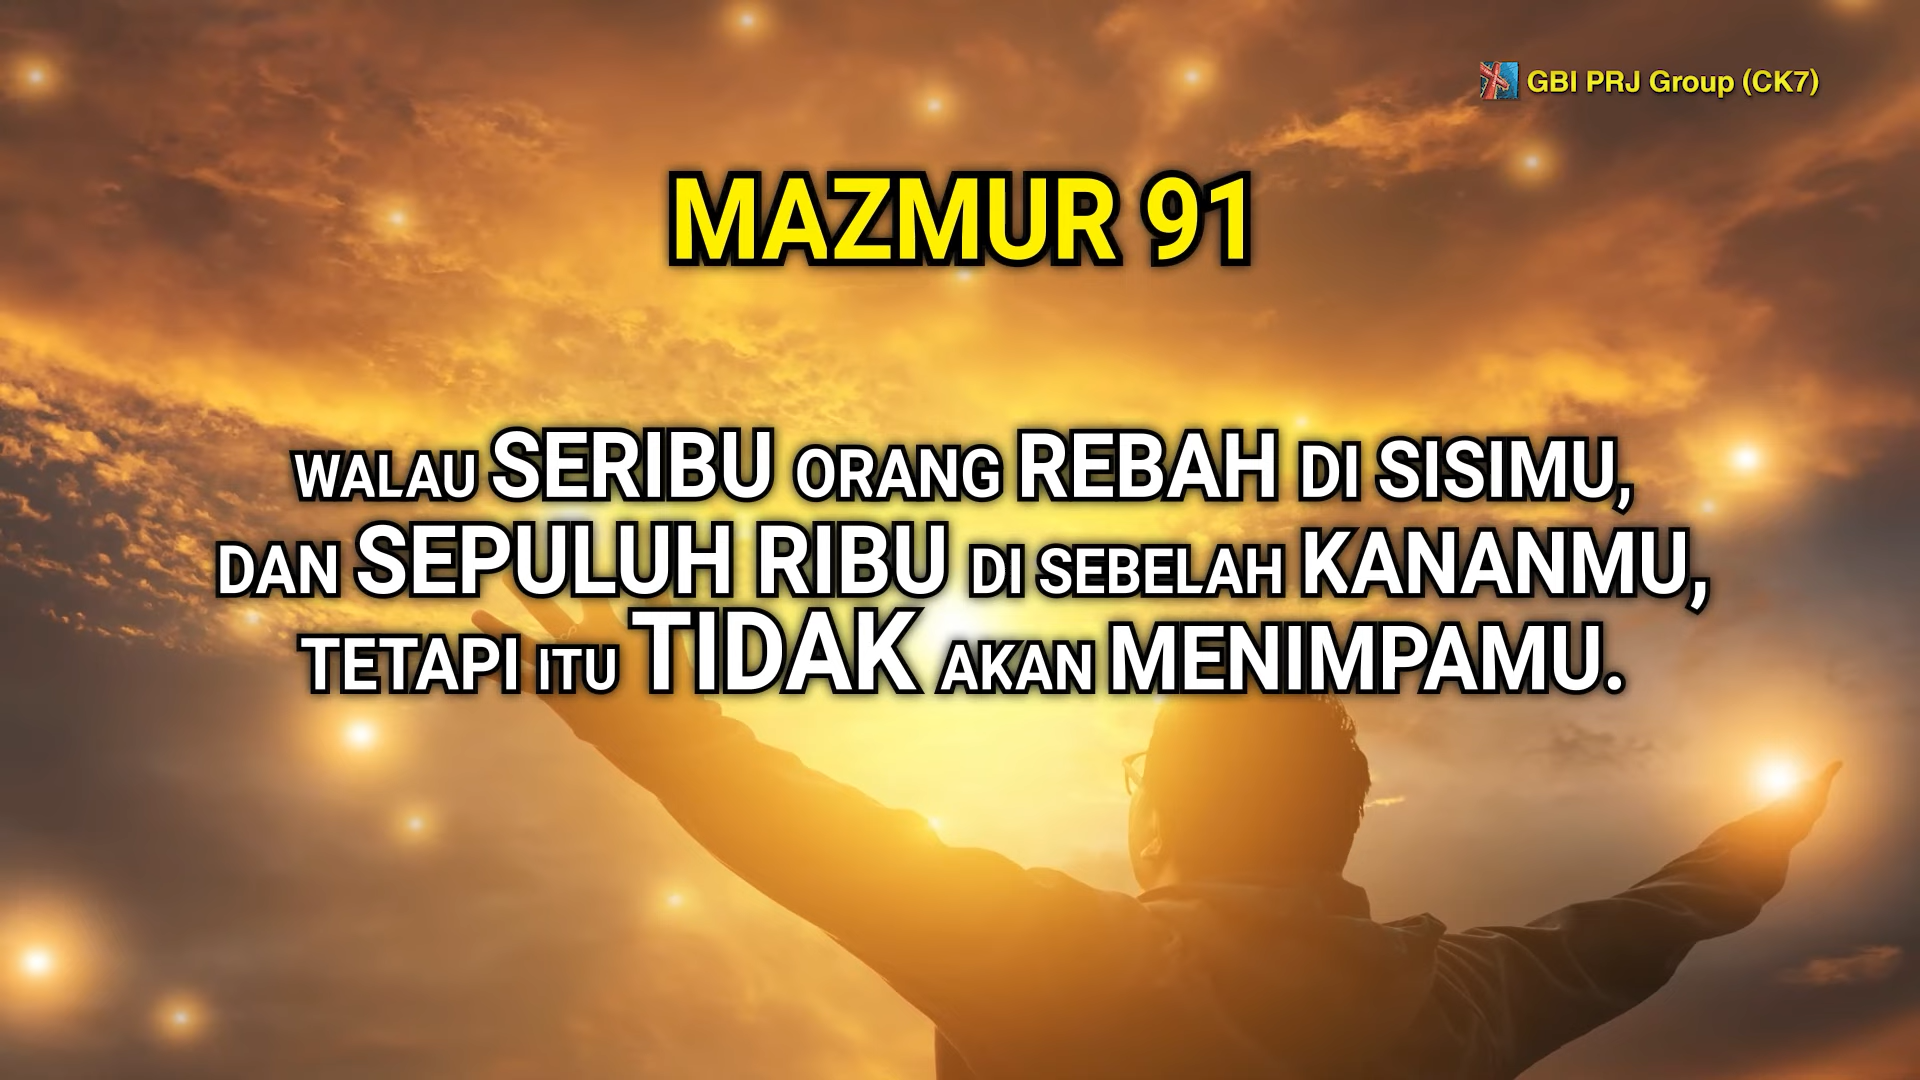 GBI PRJ Group (CK7)
MAZMUR 91
WALAU SERIBU ORANG REBAH DI SISIMU,
DAN SEPULUH RIBU DI SEBELAH KANANMU,
TETAPI ITU TIDAK AKAN MENIMPAMU.